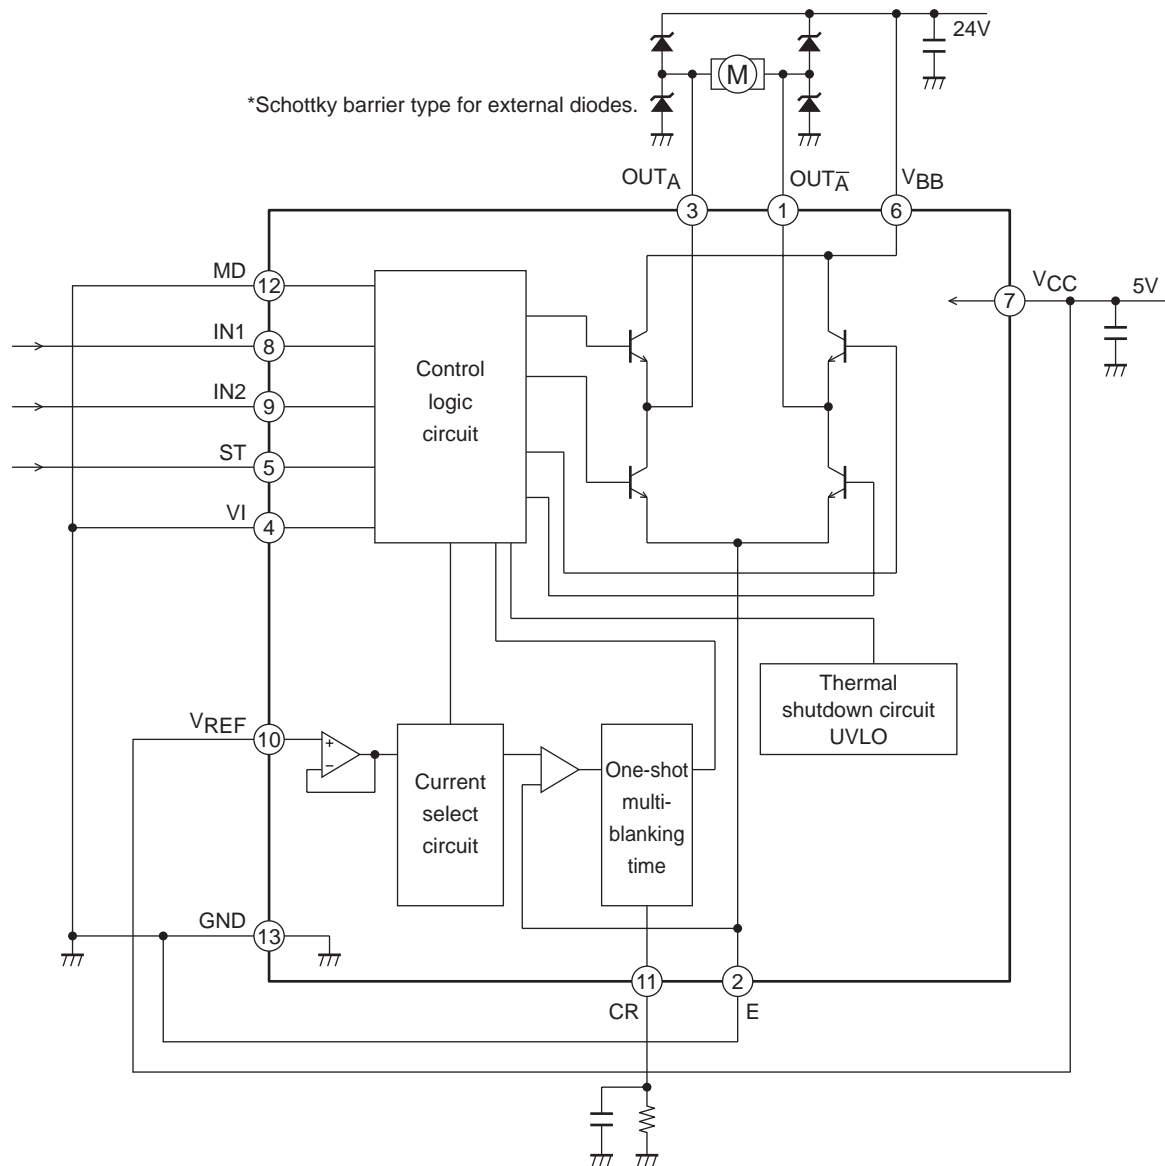 24V
M
*Schottky barrier type for external diodes.
OUTA
OUTA̅
VBB
3
1
6
MD
12
VCC
5V
7
IN1
8
IN2
9
ST
5
VI
4
Control
logic
circuit
Thermal
shutdown circuit
UVLO
VREF
10
+
−
Current
select
circuit
One-shot
multi-
blanking
time
GND
13
11
2
CR
E